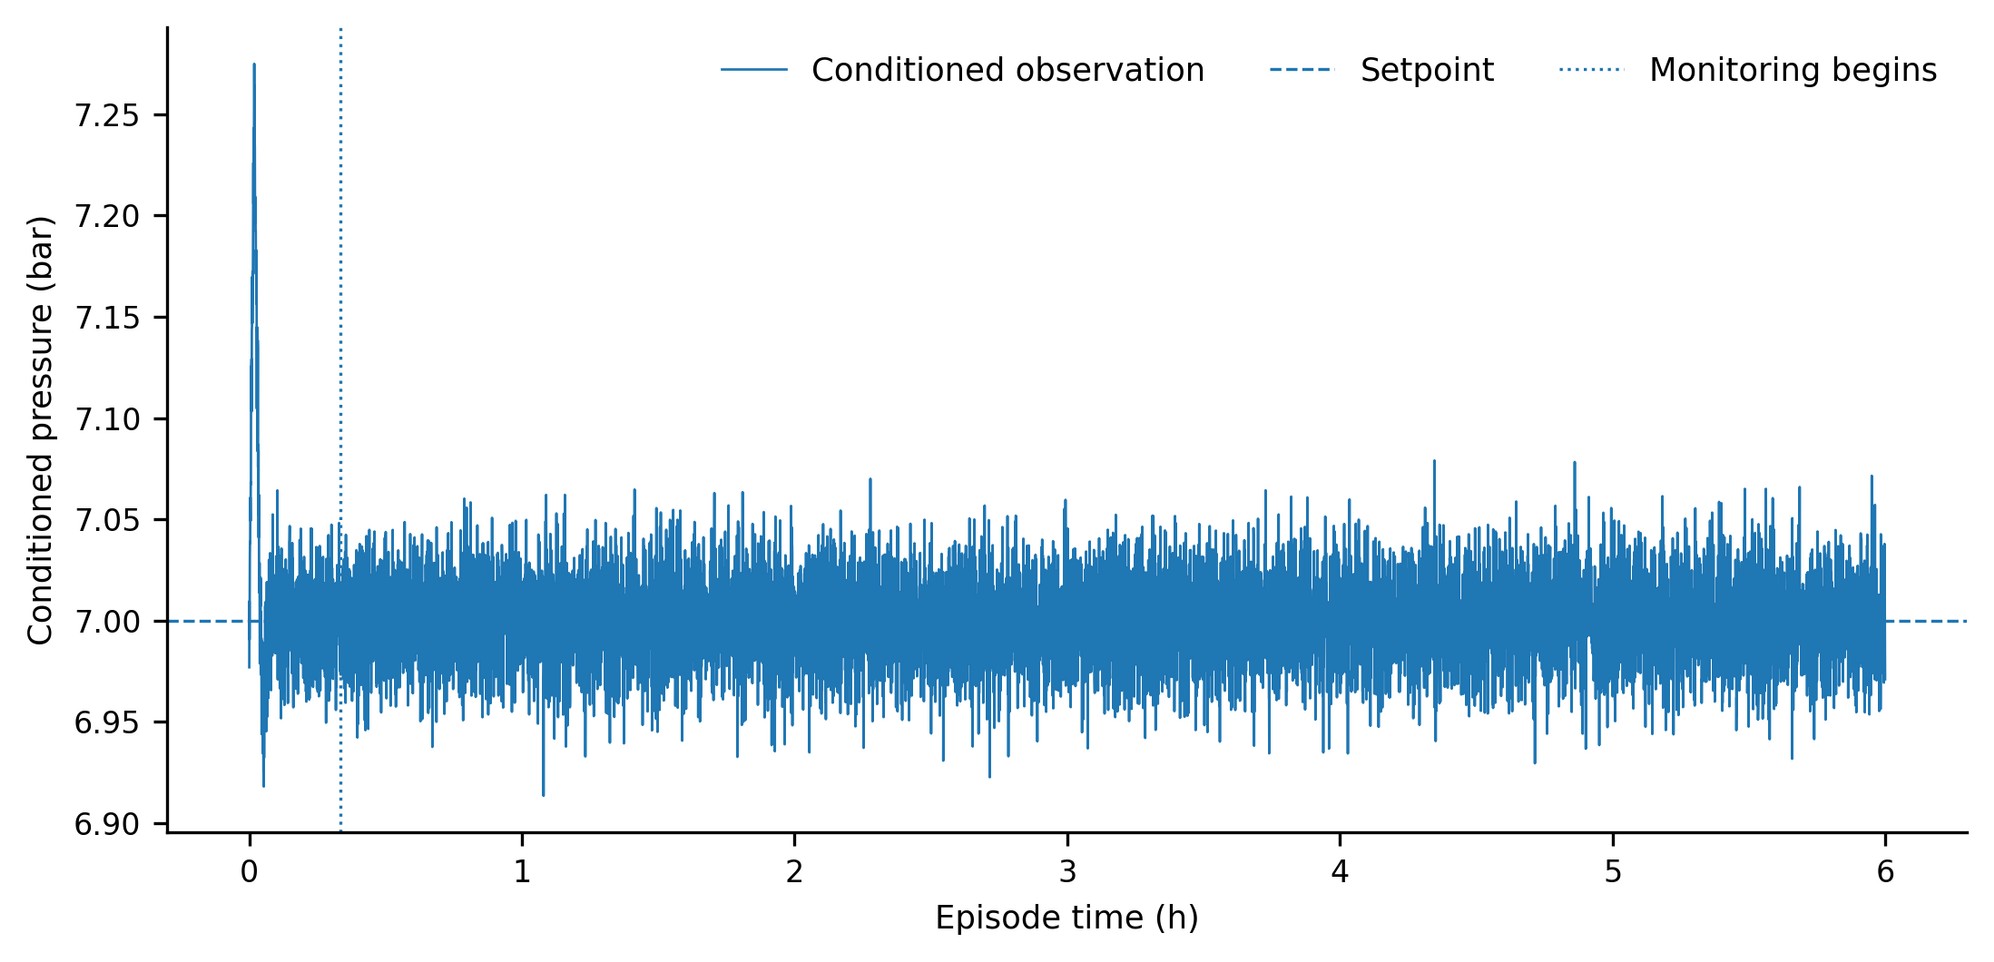 Conditioned observation Setpoint Monitoring begins
Conditioned pressure (bar)
7.25
7.20
7.15
7.10
7.05
7.00
6.95
6.90
0 1 2 3 4 5 6
Episode time (h)